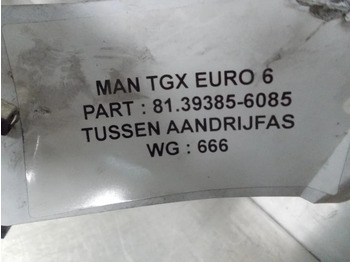 MAN TGX EURO 6
PART : 81.39385-6085
TUSSEN AANDRIJFAS
WG : 666